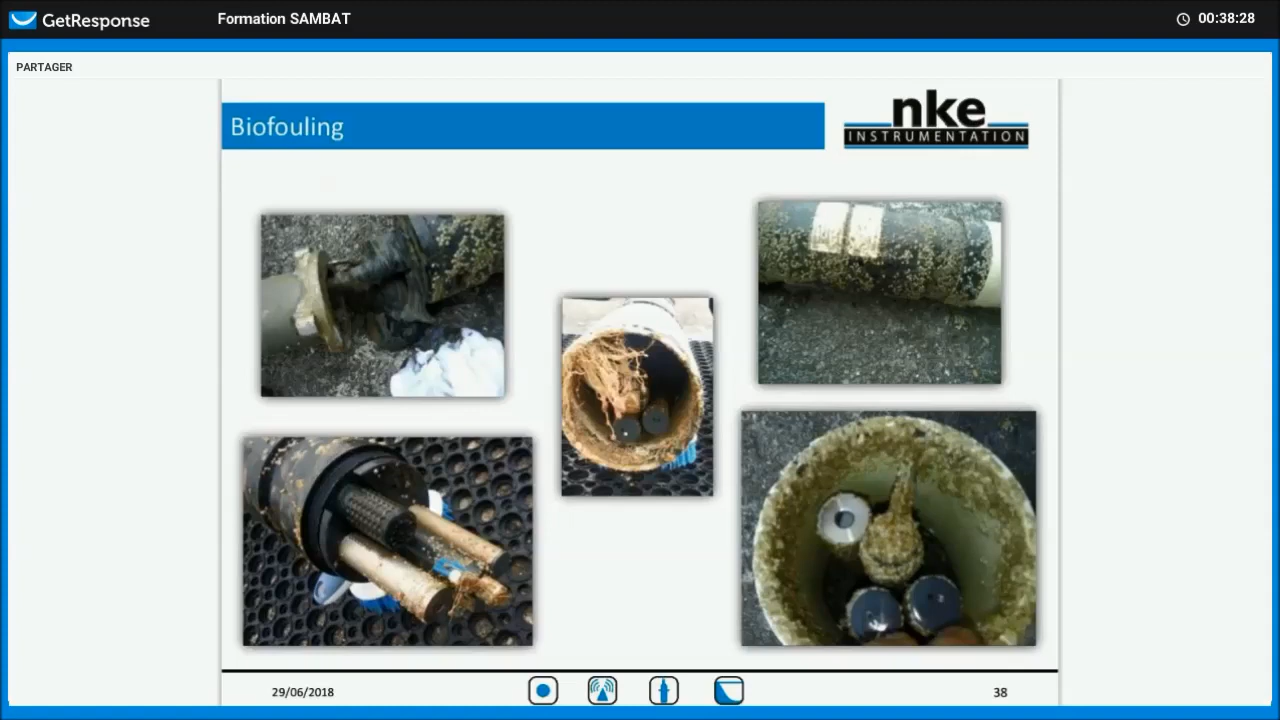 GetResponse
Formation SAMBAT
00:38:28
PARTAGER
Biofouling
nke
INSTRUMENTATION
29/06/2018
38